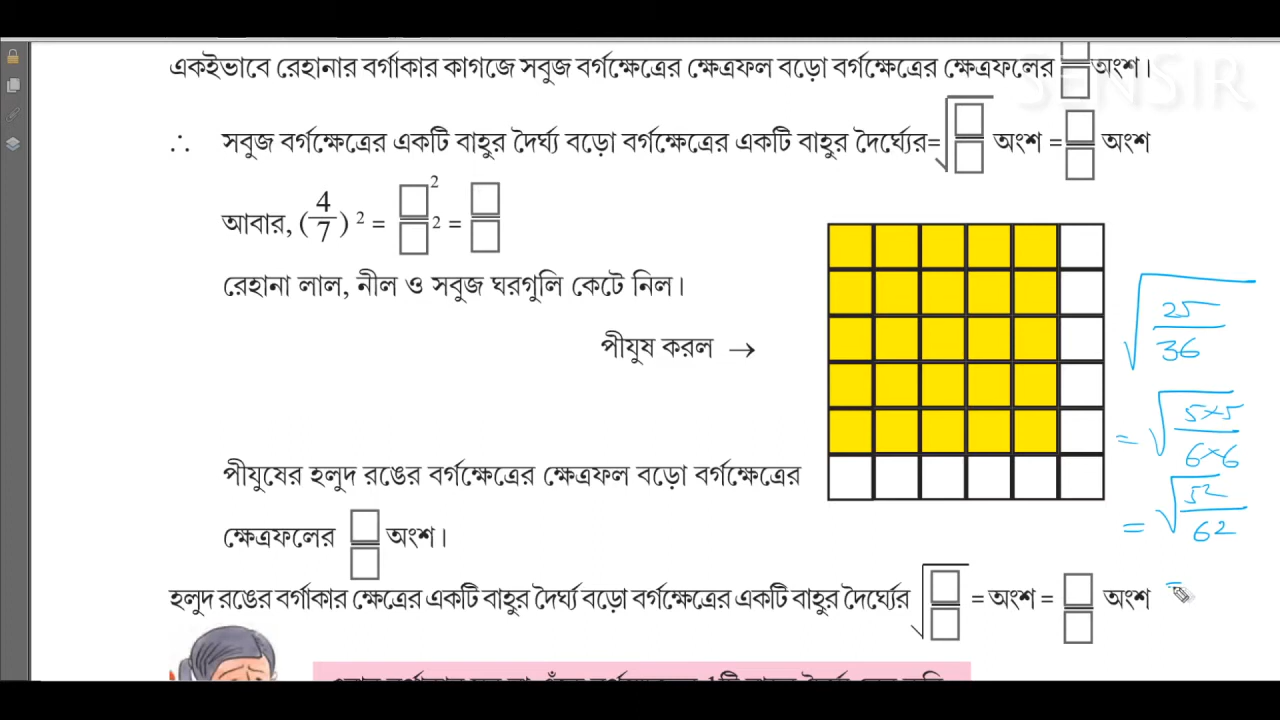 একইভাবে রেহানার বর্গাকার কাগজে সবুজ বর্গক্ষেত্রের ক্ষেত্রফল বড়ো বর্গক্ষেত্রের ক্ষেত্রফলের □/□ অংশ।
SENSIR
∴ সবুজ বর্গক্ষেত্রের একটি বাহুর দৈর্ঘ্য বড়ো বর্গক্ষেত্রের একটি বাহুর দৈর্ঘ্যের=√(□/□) অংশ = □/□ অংশ
আবার, (4/7)² = □²/□² = □/□
রেহানা লাল, নীল ও সবুজ ঘরগুলি কেটে নিল।
পীযুষ করল →
√(25/36)
= √(5×5/6×6)
= √(5²/6²)
=
পীযুষের হলুদ রঙের বর্গক্ষেত্রের ক্ষেত্রফল বড়ো বর্গক্ষেত্রের
ক্ষেত্রফলের □/□ অংশ।
হলুদ রঙের বর্গাকার ক্ষেত্রের একটি বাহুর দৈর্ঘ্য বড়ো বর্গক্ষেত্রের একটি বাহুর দৈর্ঘ্যের √(□/□) = অংশ = □/□ অংশ